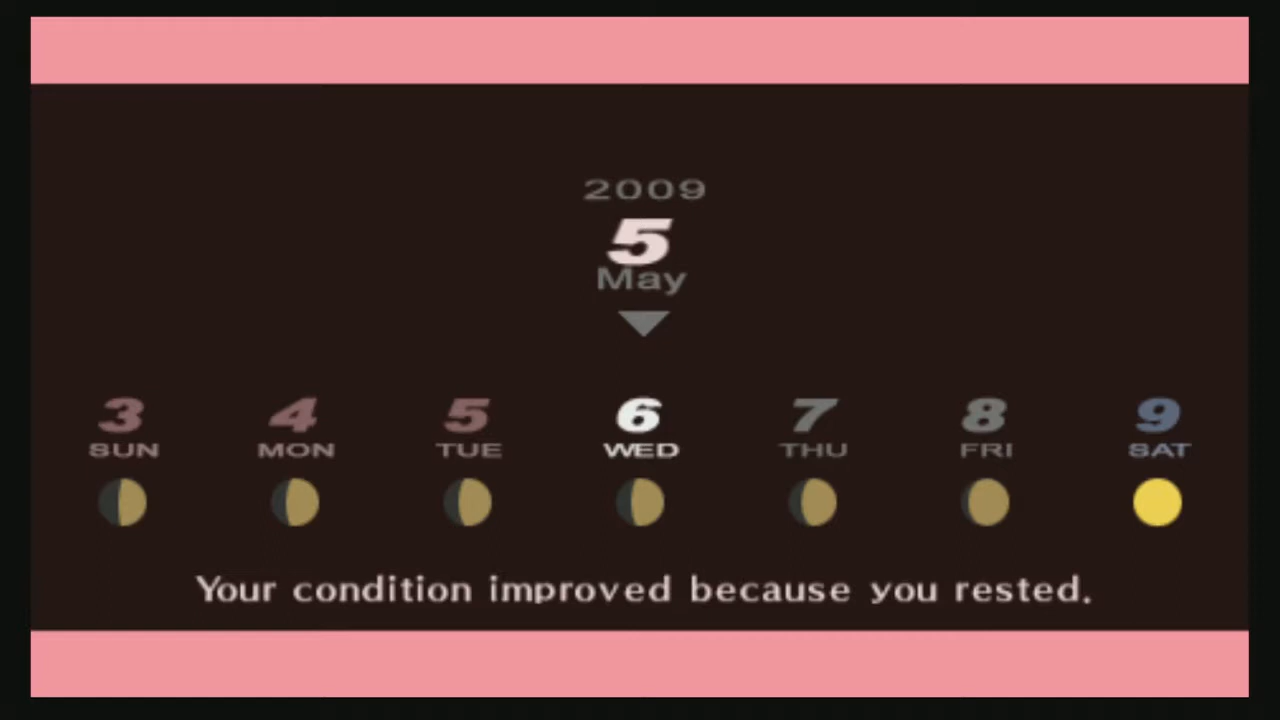 2009
5
May
3 4 5 6 7 8 9
SUN MON TUE WED THU FRI SAT
Your condition improved because you rested.